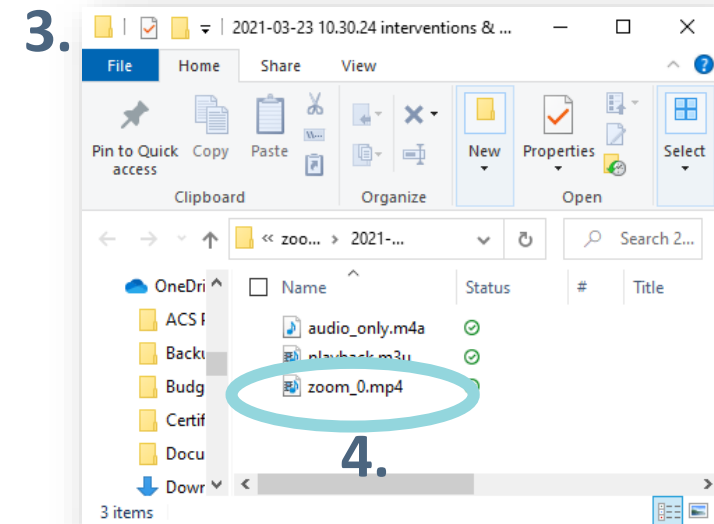 3.
2021-03-23 10.30.24 interventions & ...
File Home Share View
Pin to Quick access
Copy
Paste
New
Properties
Select
Clipboard Organize Open
« zoo... > 2021-...
Search 2...
OneDri
Name Status # Title
ACS F
audio_only.m4a
Backu
playback.m3u
Budg
zoom_0.mp4
Certif
Docu
4.
Dowr
3 items